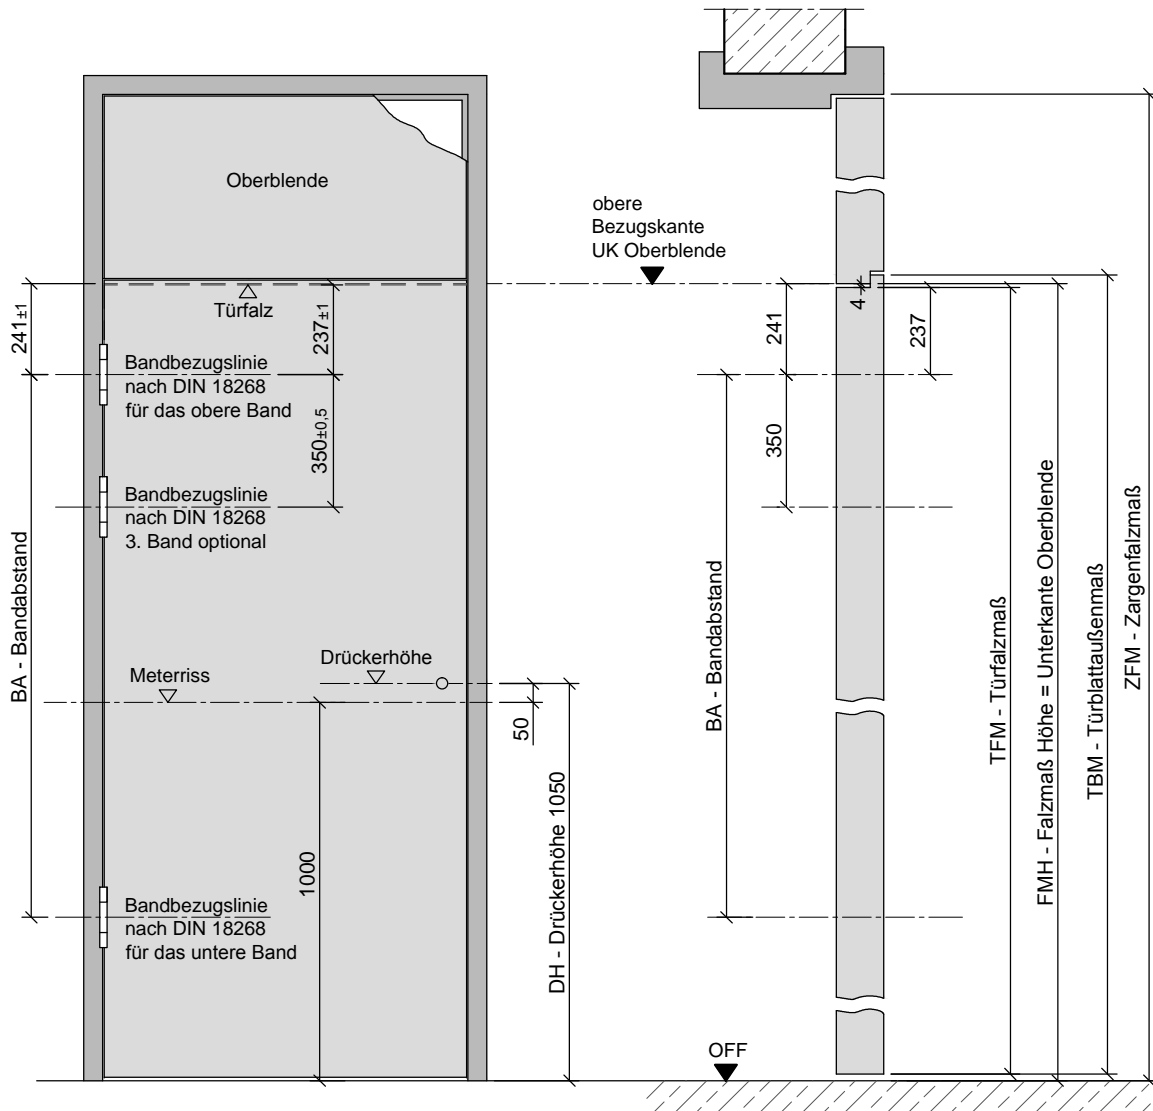 Oberblende
obere
Bezugskante
UK Oberblende
Türfalz
241±1
237±1
241
4
237
Bandbezugslinie
nach DIN 18268
für das obere Band
350±0,5
350
Bandbezugslinie
nach DIN 18268
3. Band optional
BA - Bandabstand
BA - Bandabstand
Meterriss
Drückerhöhe
50
1000
DH - Drückerhöhe 1050
Bandbezugslinie
nach DIN 18268
für das untere Band
TFM - Türfalzmaß
FMH - Falzmaß Höhe = Unterkante Oberblende
TBM - Türblattaußenmaß
ZFM - Zargenfalzmaß
OFF